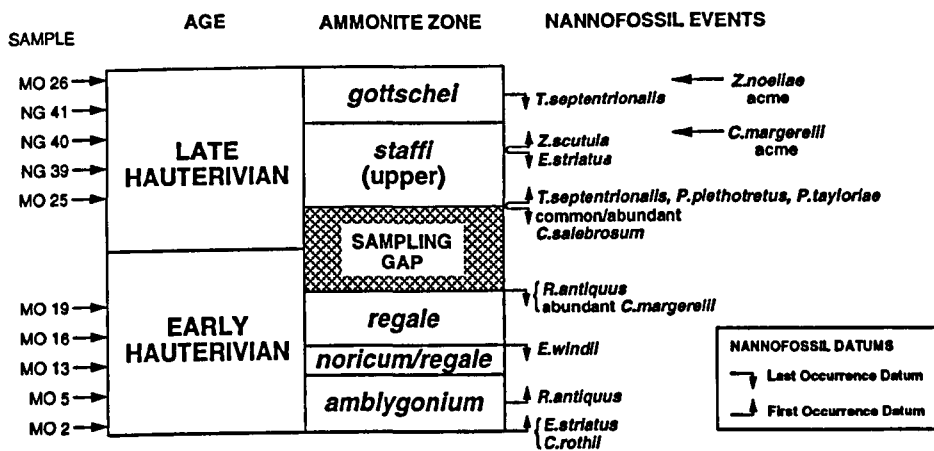 AGE
AMMONITE ZONE
NANNOFOSSIL EVENTS
SAMPLE
MO 26
NG 41
NG 40
NG 39
MO 25
MO 19
MO 16
MO 13
MO 5
MO 2
LATE
HAUTERIVIAN
EARLY
HAUTERIVIAN
gottschei
staffi
(upper)
SAMPLING
GAP
regale
noricum/regale
amblygonium
Z.noeliae
acme
T.septentrionalis
Z.scutula
E.striatus
C.margerelii
acme
T.septentrionalis, P.plethotretus, P.tayloriae
common/abundant
C.salebrosum
R.antiquus
abundant C.margerelii
E.windii
R.antiquus
E.striatus
C.rothii
NANNOFOSSIL DATUMS
Last Occurrence Datum
First Occurrence Datum